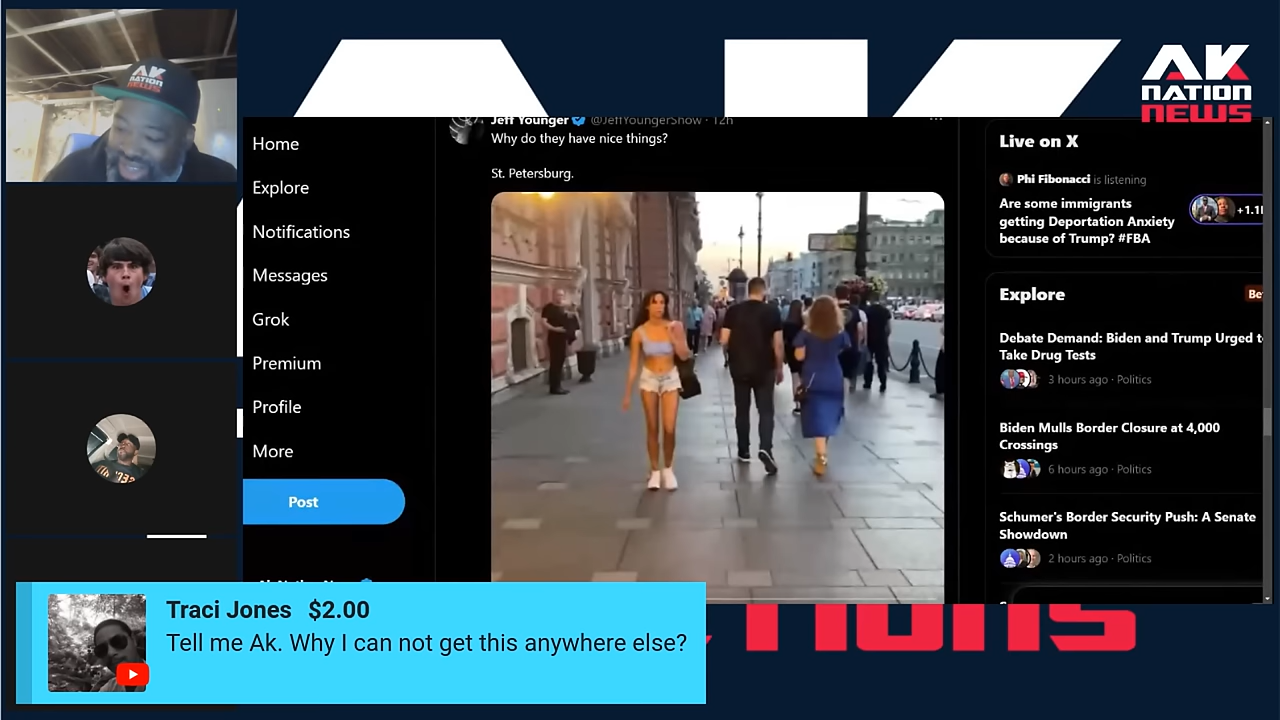 AK
NATION
NEWS
AK
NATION
NEWS
Jeff Younger @JeffYoungerShow · 12h
Why do they have nice things?
St. Petersburg.
Home
Explore
Notifications
Messages
Grok
Premium
Profile
More
Post
Live on X
Phi Fibonacci is listening
Are some immigrants
getting Deportation Anxiety
because of Trump? #FBA
Explore
Debate Demand: Biden and Trump Urged
Take Drug Tests
3 hours ago · Politics
Biden Mulls Border Closure at 4,000
Crossings
6 hours ago · Politics
Schumer's Border Security Push: A Senate
Showdown
2 hours ago · Politics
Traci Jones $2.00
Tell me Ak. Why I can not get this anywhere else?